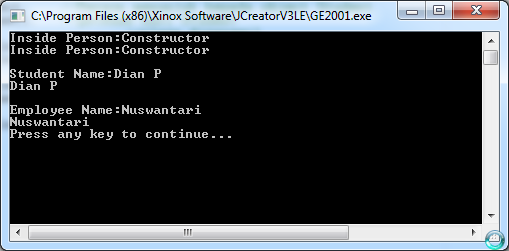 C:\Program Files (x86)\Xinox Software\JCreatorV3LE\GE2001.exe
Inside Person:Constructor
Inside Person:Constructor
Student Name:Dian P
Dian P
Employee Name:Nuswantari
Nuswantari
Press any key to continue...